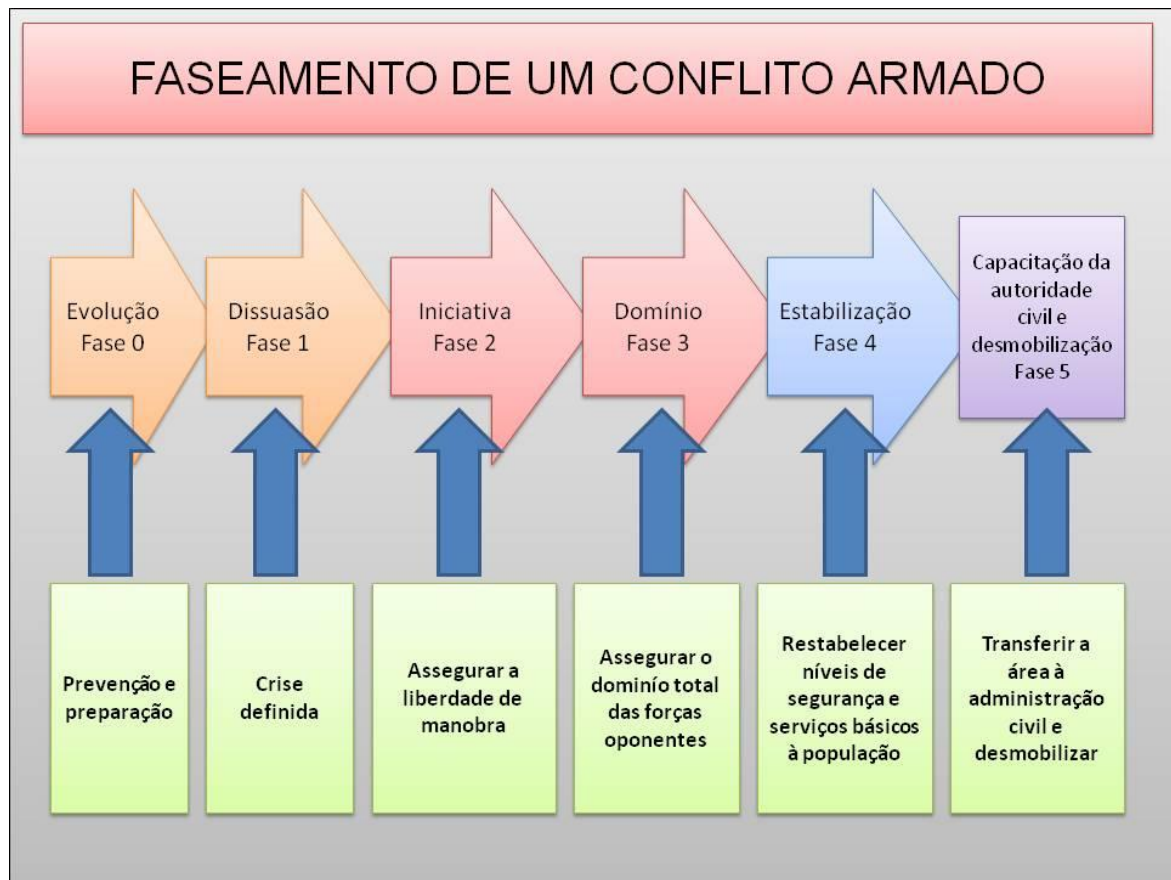 FASEAMENTO DE UM CONFLITO ARMADO
Evolução
Fase 0
Dissuasão
Fase 1
Iniciativa
Fase 2
Domínio
Fase 3
Estabilização
Fase 4
Capacitação da
autoridade
civil e
desmobilização
Fase 5
Prevenção e
preparação
Crise
definida
Assegurar a
liberdade de
manobra
Assegurar o
dominío total
das forças
oponentes
Restabelecer
níveis de
segurança e
serviços básicos
à população
Transferir a
área à
administração
civil e
desmobilizar